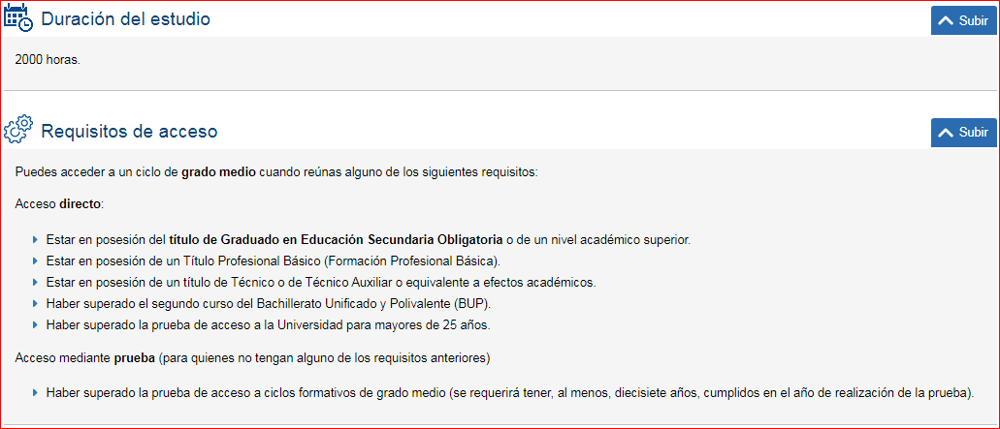 Duración del estudio
Subir
2000 horas.
Requisitos de acceso
Subir
Puedes acceder a un ciclo de grado medio cuando reúnas alguno de los siguientes requisitos:
Acceso directo:
Estar en posesión del título de Graduado en Educación Secundaria Obligatoria o de un nivel académico superior.
Estar en posesión de un Título Profesional Básico (Formación Profesional Básica).
Estar en posesión de un título de Técnico o de Técnico Auxiliar o equivalente a efectos académicos.
Haber superado el segundo curso del Bachillerato Unificado y Polivalente (BUP).
Haber superado la prueba de acceso a la Universidad para mayores de 25 años.
Acceso mediante prueba (para quienes no tengan alguno de los requisitos anteriores)
Haber superado la prueba de acceso a ciclos formativos de grado medio (se requerirá tener, al menos, diecisiete años, cumplidos en el año de realización de la prueba).